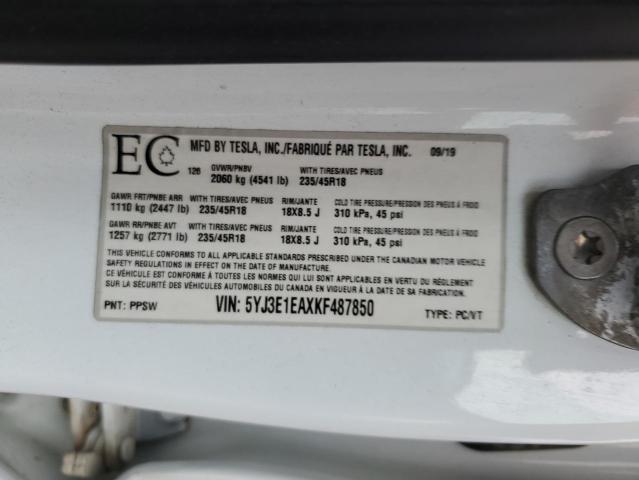 EC MFD BY TESLA, INC./FABRIQUÉ PAR TESLA, INC. 09/19
126 GVWR/PNBV WITH TIRES/AVEC PNEUS
2060 kg (4541 lb) 235/45R18
GAWR FRT/PNBE ARR WITH TIRES/AVEC PNEUS RIM/JANTE COLD TIRE PRESSURE/PRESSION DES PNEUS À FROID
1110 kg (2447 lb) 235/45R18 18X8.5 J 310 kPa, 45 psi
GAWR RR/PNBE AVT WITH TIRES/AVEC PNEUS RIM/JANTE COLD TIRE PRESSURE/PRESSION DES PNEUS À FROID
1257 kg (2771 lb) 235/45R18 18X8.5 J 310 kPa, 45 psi
THIS VEHICLE CONFORMS TO ALL APPLICABLE STANDARDS PRESCRIBED UNDER THE CANADIAN MOTOR VEHICLE
SAFETY REGULATIONS IN EFFECT ON THE DATE OF MANUFACTURE
CE VÉHICULE EST CONFORME À TOUTES LES NORMES QUI LUI SONT APPLICABLES EN VERTU DU RÈGLEMENT
SUR LA SÉCURITÉ DES VÉHICULES AUTOMOBILES DU CANADA EN VIGUEUR À LA DATE DE SA FABRICATION.
PNT: PPSW VIN: 5YJ3E1EAXKF487850 TYPE: PC/VT